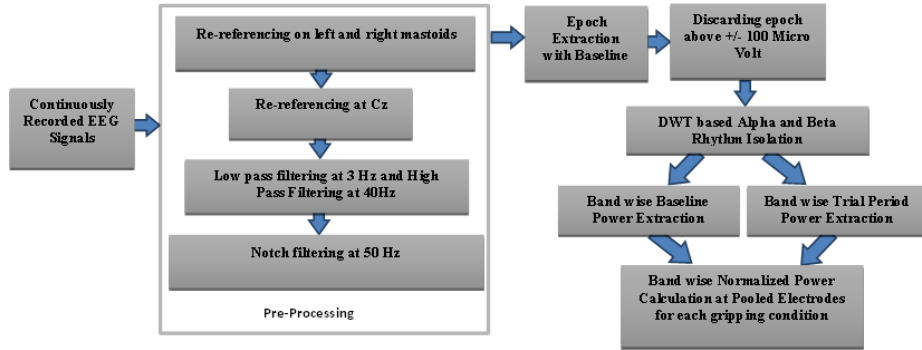 Continuously
Recorded EEG
Signals
Re-referencing on left and right mastoids
Re-referencing at Cz
Low pass filtering at 3 Hz and High
Pass Filtering at 40Hz
Notch filtering at 50 Hz
Pre-Processing
Epoch
Extraction
with Baseline
Discarding epoch
above +/- 100 Micro
Volt
DWT based Alpha and Beta
Rhythm Isolation
Band wise Baseline
Power Extraction
Band wise Trial Period
Power Extraction
Band wise Normalized Power
Calculation at Pooled Electrodes
for each gripping condition